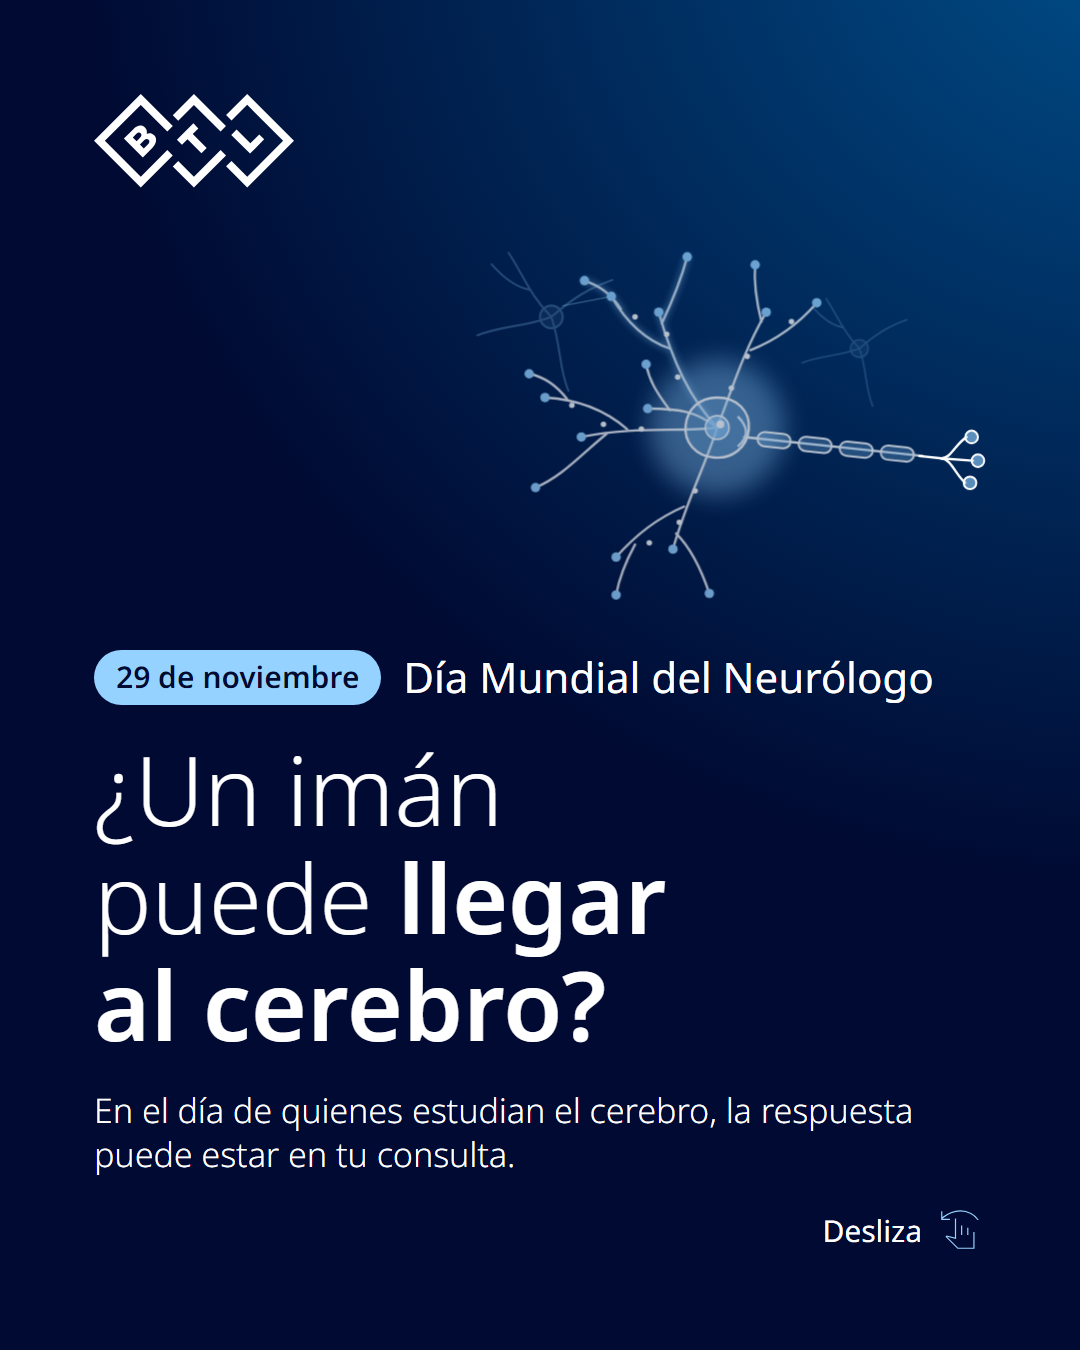 BTL
29 de noviembre
Día Mundial del Neurólogo
¿Un imán
puede llegar
al cerebro?
En el día de quienes estudian el cerebro, la respuesta
puede estar en tu consulta.
Desliza